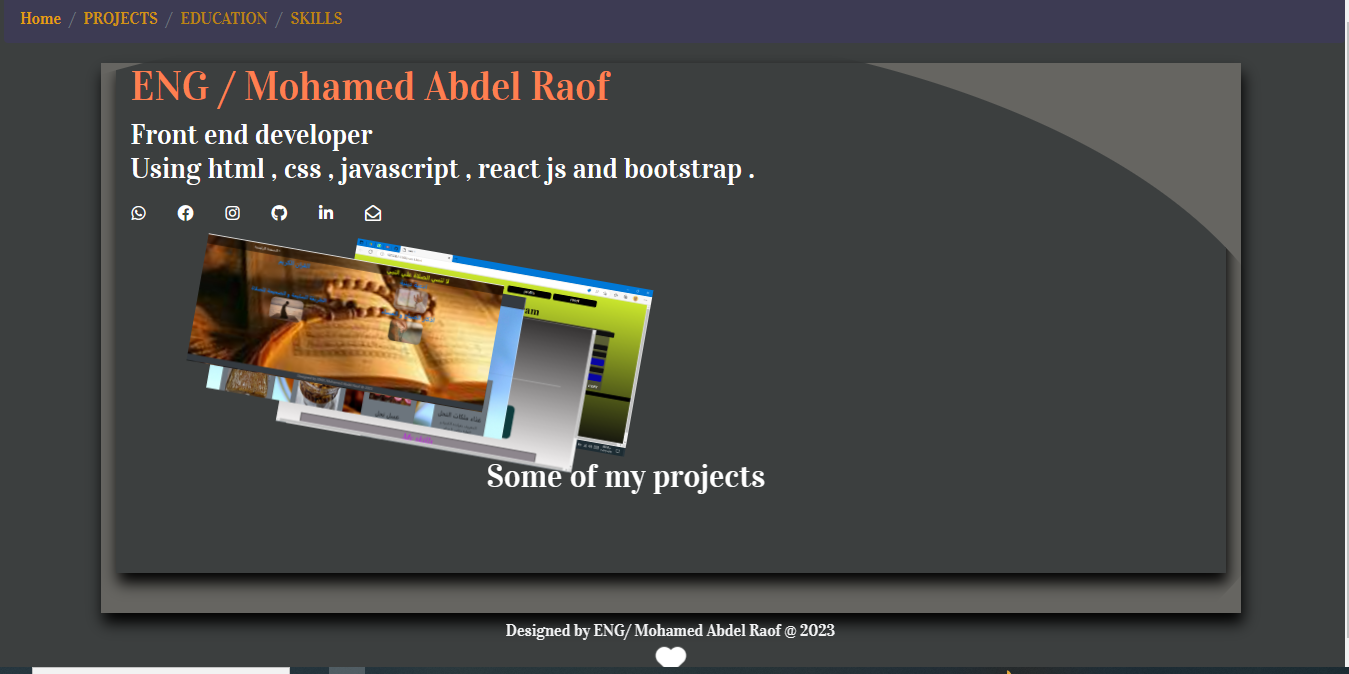 Home / PROJECTS / EDUCATION / SKILLS
ENG / Mohamed Abdel Raof
Front end developer
Using html , css , javascript , react js and bootstrap .
Some of my projects
Designed by ENG/ Mohamed Abdel Raof @ 2023